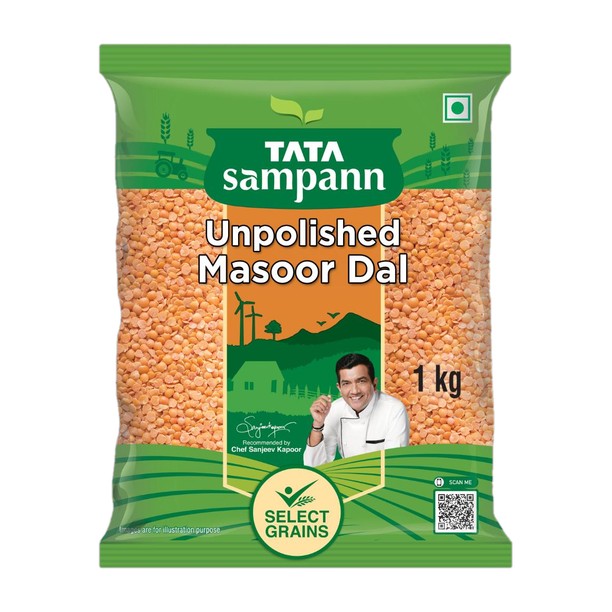 TATA
sampann
Unpolished
Masoor Dal
1 kg
Recommended by
Chef Sanjeev Kapoor
SCAN ME
SELECT
GRAINS
Images are for illustration purpose